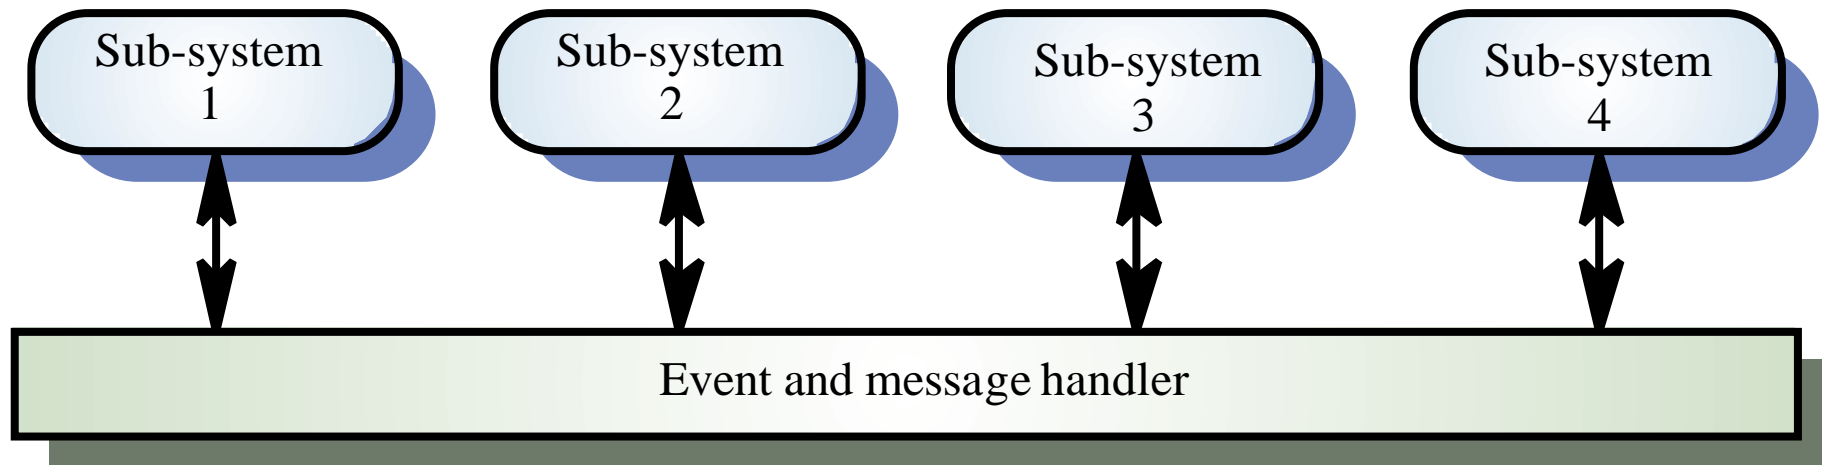 Sub-system
1
Sub-system
2
Sub-system
3
Sub-system
4
Event and message handler